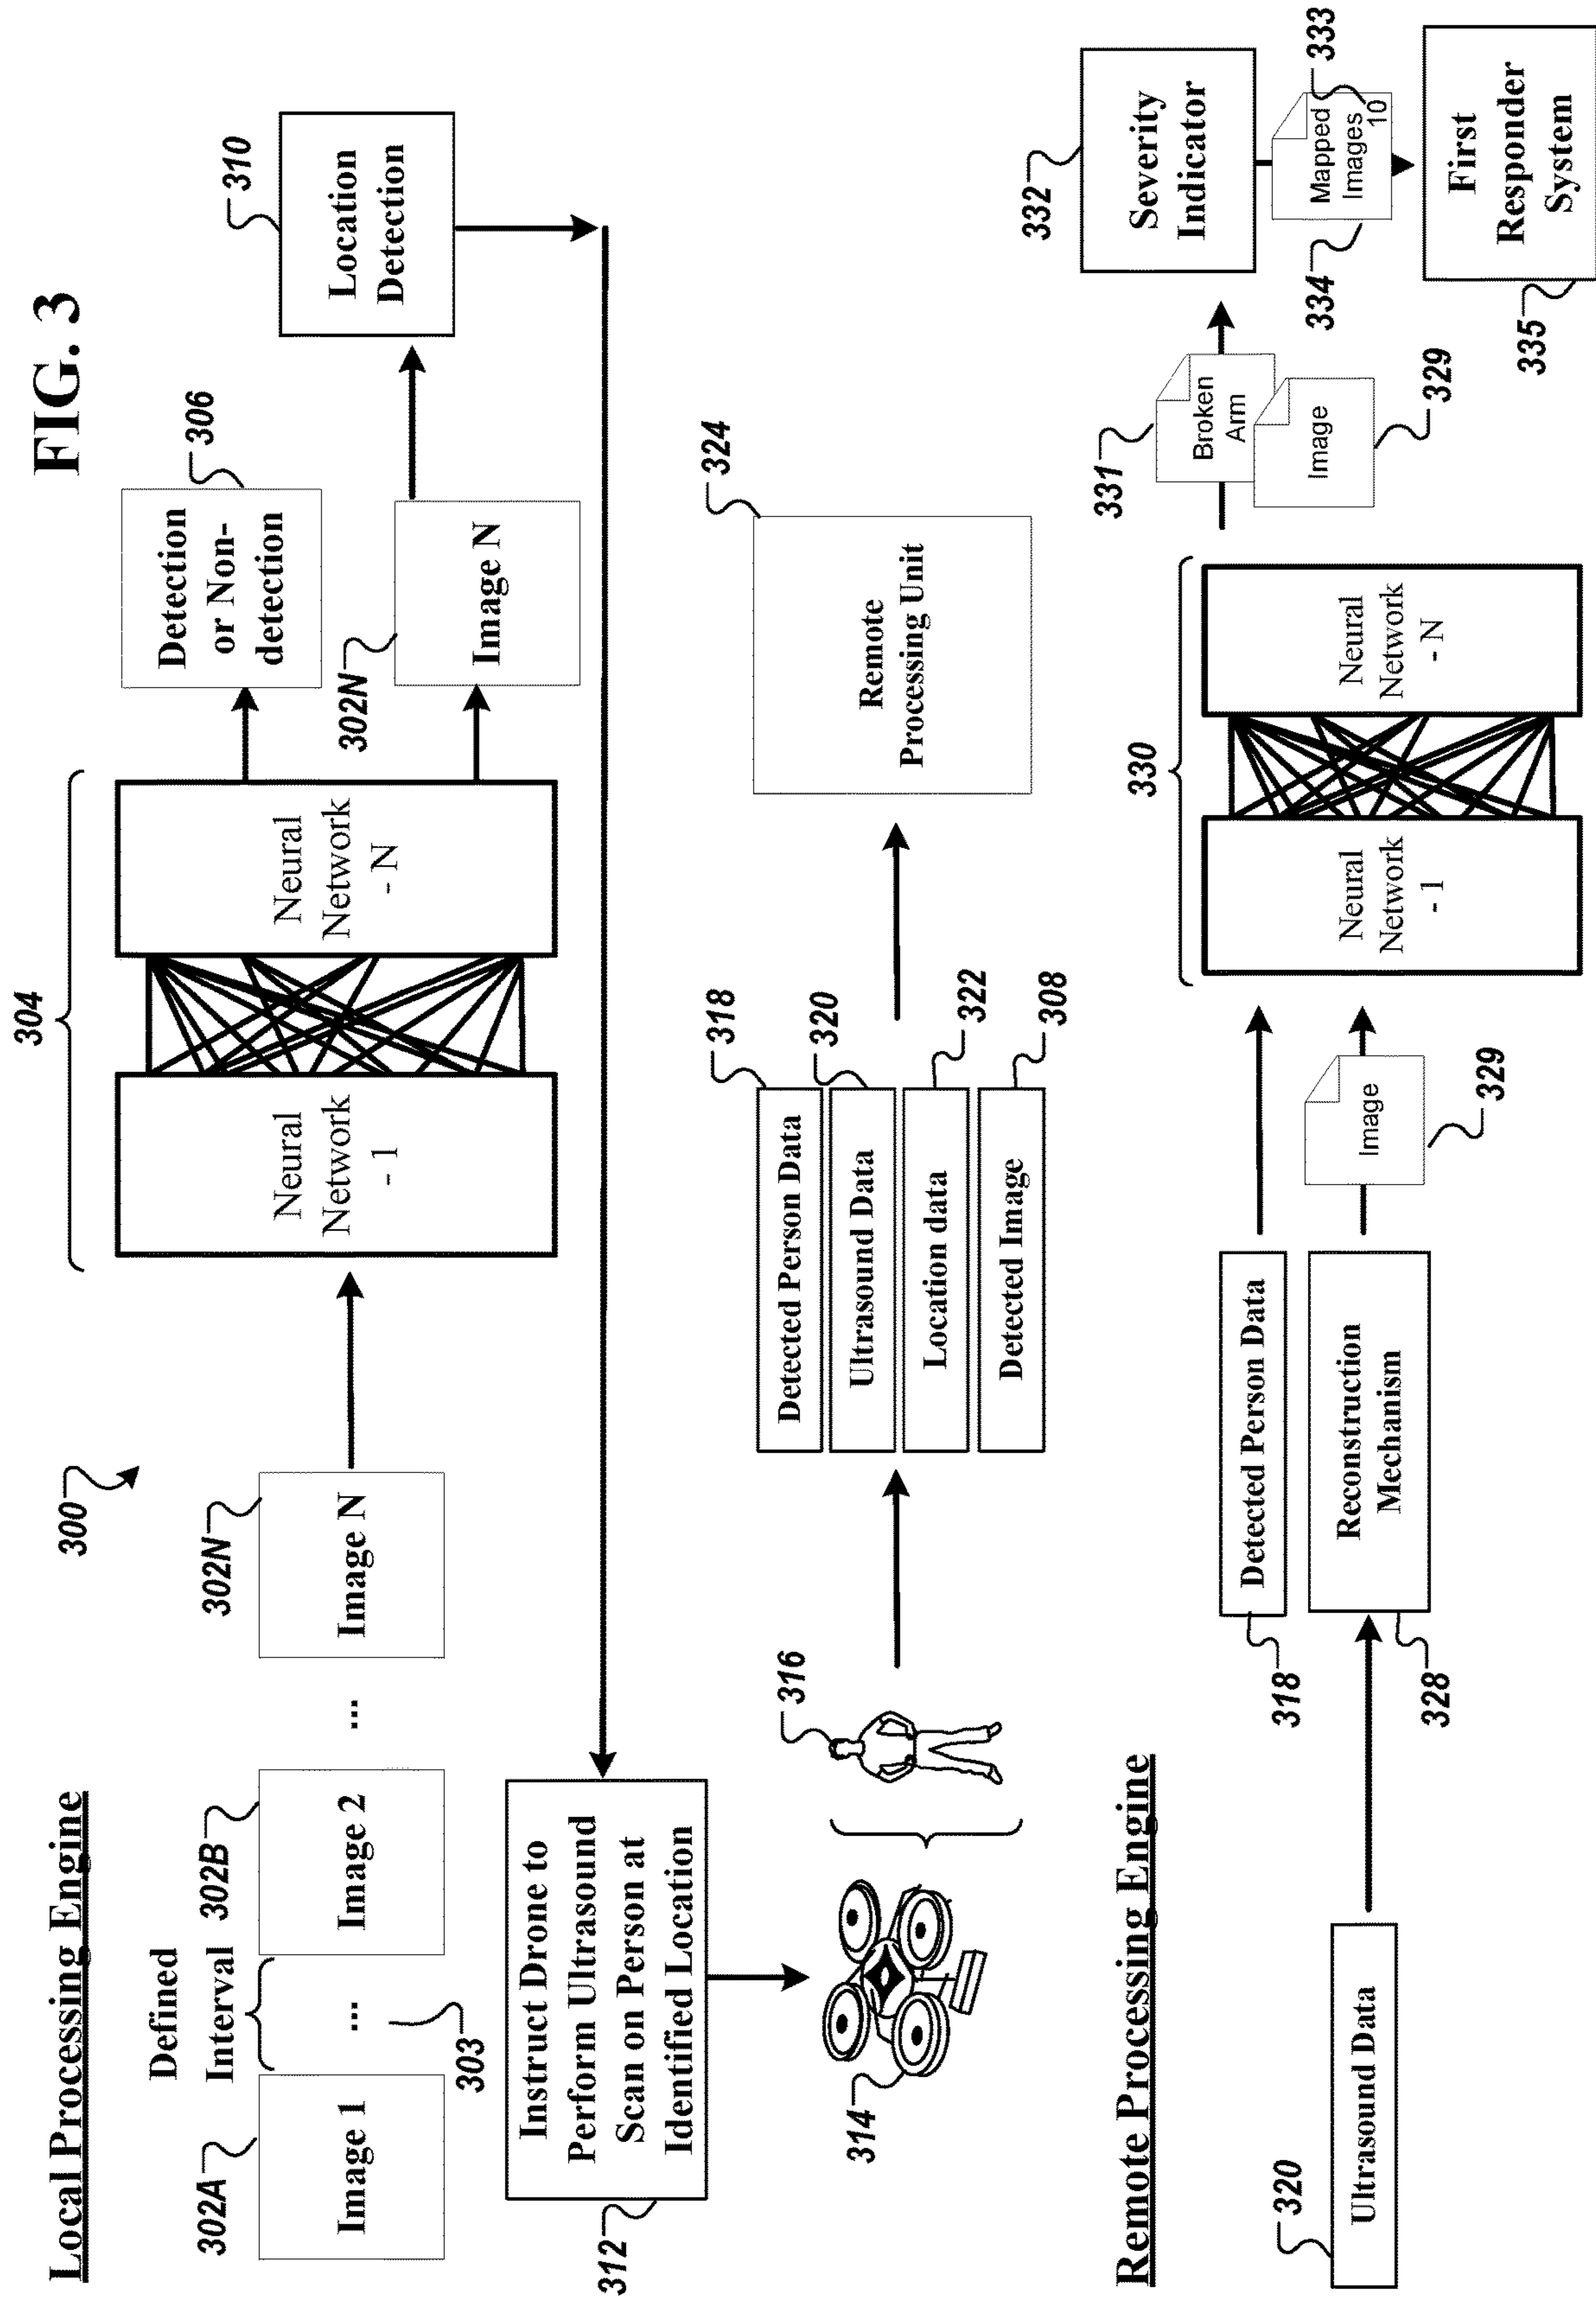 FIG. 3
Local Processing Engine
300
302A
Image 1
Defined
Interval
...
303
302B
Image 2
...
302N
Image N
304
Neural
Network
- 1
Neural
Network
- N
Detection
or Non-
detection
306
302N
Image N
310
Location
Detection
Instruct Drone to
Perform Ultrasound
Scan on Person at
Identified Location
312
314
316
Detected Person Data
318
Ultrasound Data
320
Location data
322
Detected Image
308
324
Remote
Processing Unit
Remote Processing Engine
320
Ultrasound Data
Detected Person Data
318
Reconstruction
Mechanism
328
Image
329
330
Neural
Network
- 1
Neural
Network
- N
331
Broken
Arm
Image
329
332
Severity
Indicator
Mapped
Images
10
333
334
First
Responder
System
335